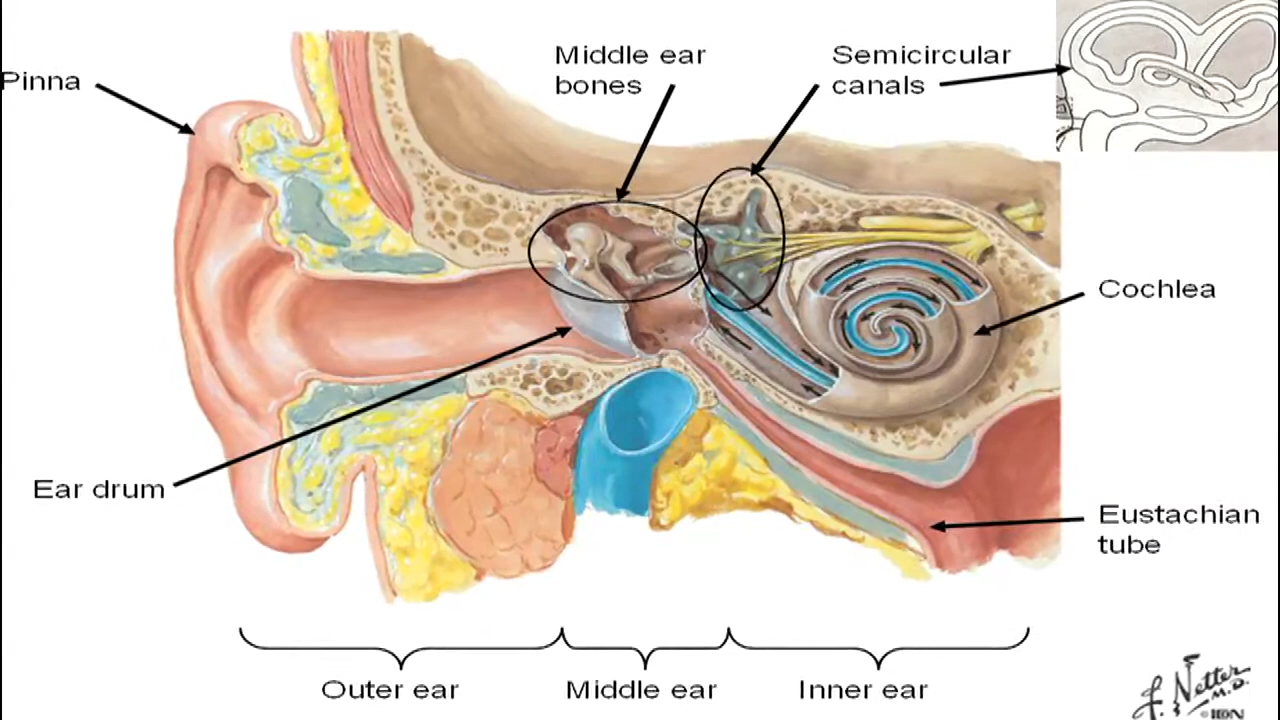 Middle ear
bones
Semicircular
canals
Pinna
Cochlea
Ear drum
Eustachian
tube
Outer ear
Middle ear
Inner ear
F. Netter
M.D.